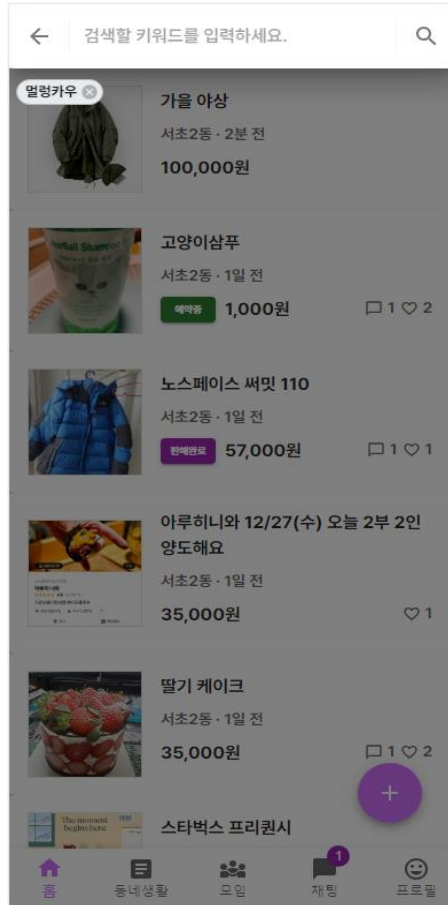 검색할 키워드를 입력하세요.
멀렁카우
가을 야상
서초2동 · 2분 전
100,000원
고양이삼푸
서초2동 · 1일 전
예약중 1,000원 1 2
노스페이스 써밋 110
서초2동 · 1일 전
판매완료 57,000원 1 1
아루히니와 12/27(수) 오늘 2부 2인
양도해요
서초2동 · 1일 전
35,000원 1
딸기 케이크
서초2동 · 1일 전
35,000원 1 2
+
The moment
begins here
스타벅스 프리퀀시
1
홈 동네생활 모임 채팅 프로필